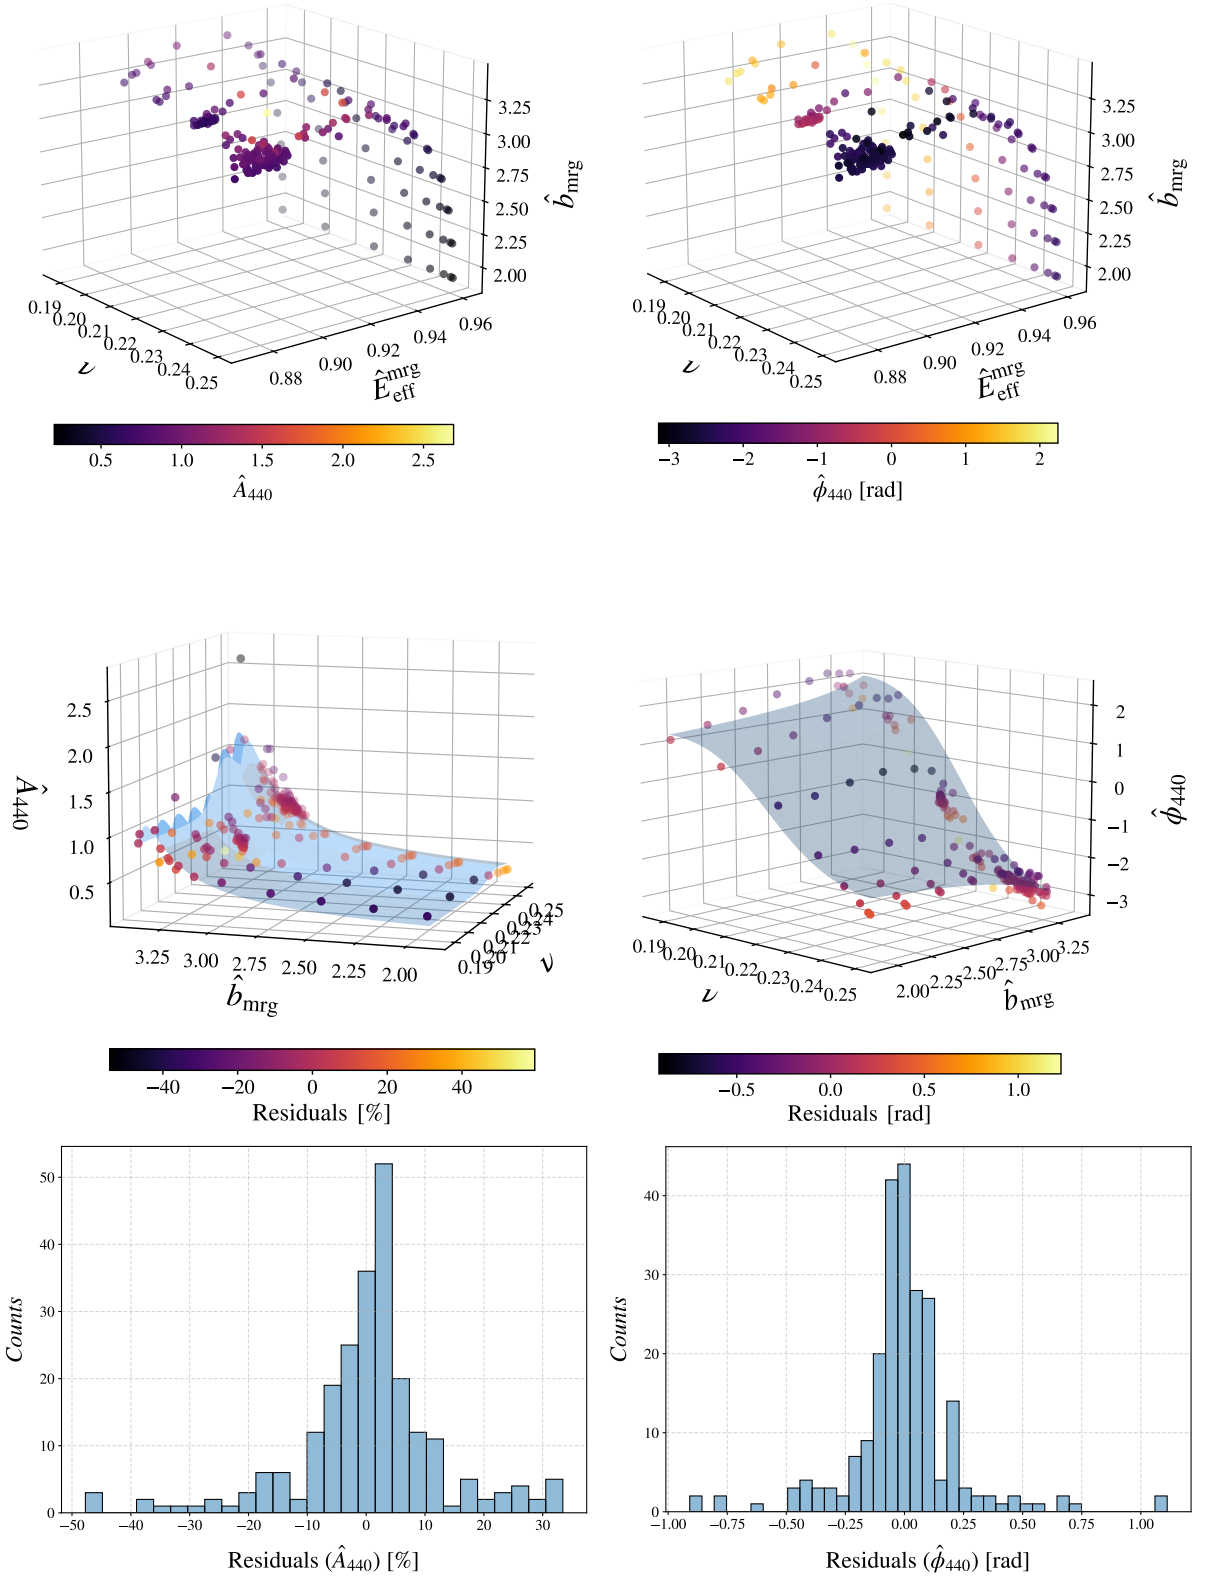 3.25
3.00
2.75
2.50
2.25
2.00
b̂mrg
0.19
0.20
0.21
0.22
0.23
0.24
0.25
ν
0.88
0.90
0.92
0.94
0.96
Ê_eff^mrg
0.5 1.0 1.5 2.0 2.5
Â440
3.25
3.00
2.75
2.50
2.25
2.00
b̂mrg
0.19
0.20
0.21
0.22
0.23
0.24
0.25
ν
0.88
0.90
0.92
0.94
0.96
Ê_eff^mrg
−3 −2 −1 0 1 2
ϕ̂440 [rad]
2.5
2.0
1.5
1.0
0.5
Â440
3.25 3.00 2.75 2.50 2.25 2.00
b̂mrg
0.19
0.20
0.21
0.22
0.23
0.24
0.25
ν
−40 −20 0 20 40
Residuals [%]
2
1
0
−1
−2
−3
ϕ̂440
0.19
0.20
0.21
0.22
0.23
0.24
0.25
ν
2.00
2.25
2.50
2.75
3.00
3.25
b̂mrg
−0.5 0.0 0.5 1.0
Residuals [rad]
50
40
30
20
10
0
Counts
−50 −40 −30 −20 −10 0 10 20 30
Residuals (Â440) [%]
40
30
20
10
0
Counts
−1.00 −0.75 −0.50 −0.25 0.00 0.25 0.50 0.75 1.00
Residuals (ϕ̂440) [rad]